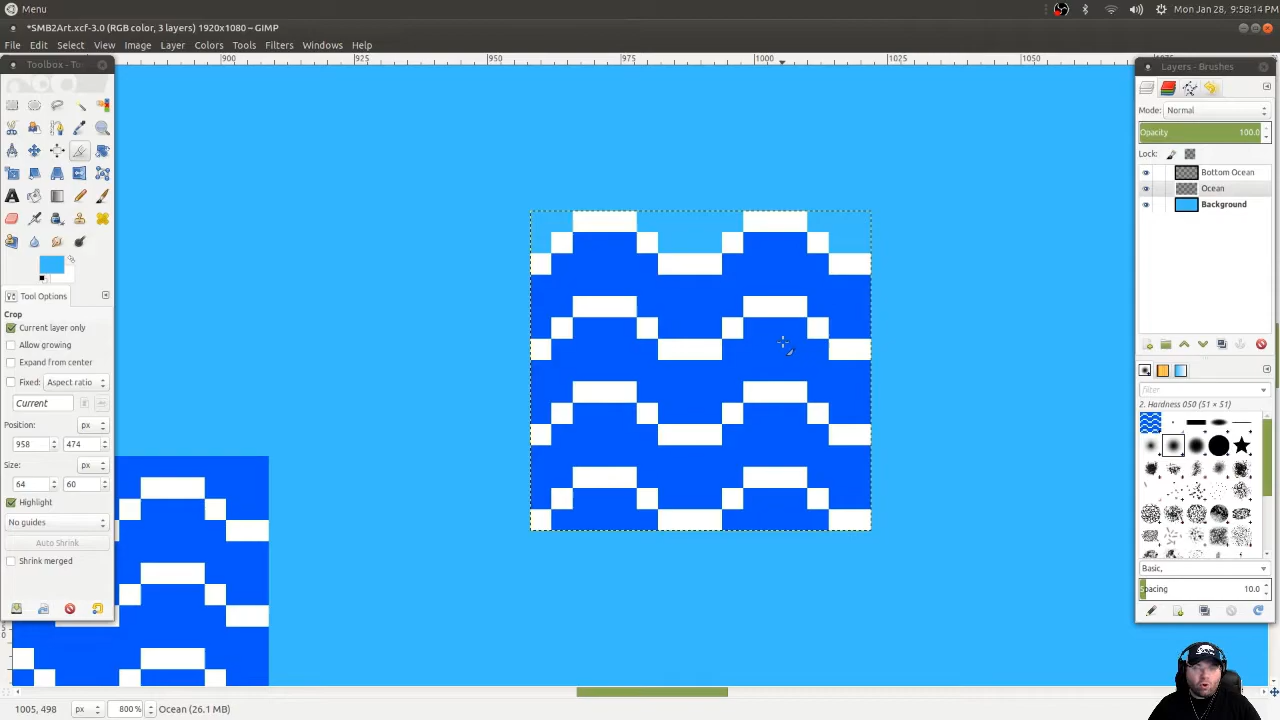 Menu
Mon Jan 28, 9:58:14 PM
*SMB2Art.xcf-3.0 (RGB color, 3 layers) 1920x1080 – GIMP
File Edit Select View Image Layer Colors Tools Filters Windows Help
Toolbox - Tu
900 925 950 975 1000 1025 1050
Layers - Brushes
Mode: Normal
Opacity 100.0
Lock:
Bottom Ocean
Ocean
Background
Tool Options
Crop
Current layer only
Allow growing
Expand from center
Fixed: Aspect ratio
Current
Position: px
958 474
Size: px
64 60
Highlight
No guides
Auto Shrink
Shrink merged
filter
2. Hardness 050 (51 × 51)
Basic,
Spacing 10.0
1005, 498 px 800 % Ocean (26.1 MB)